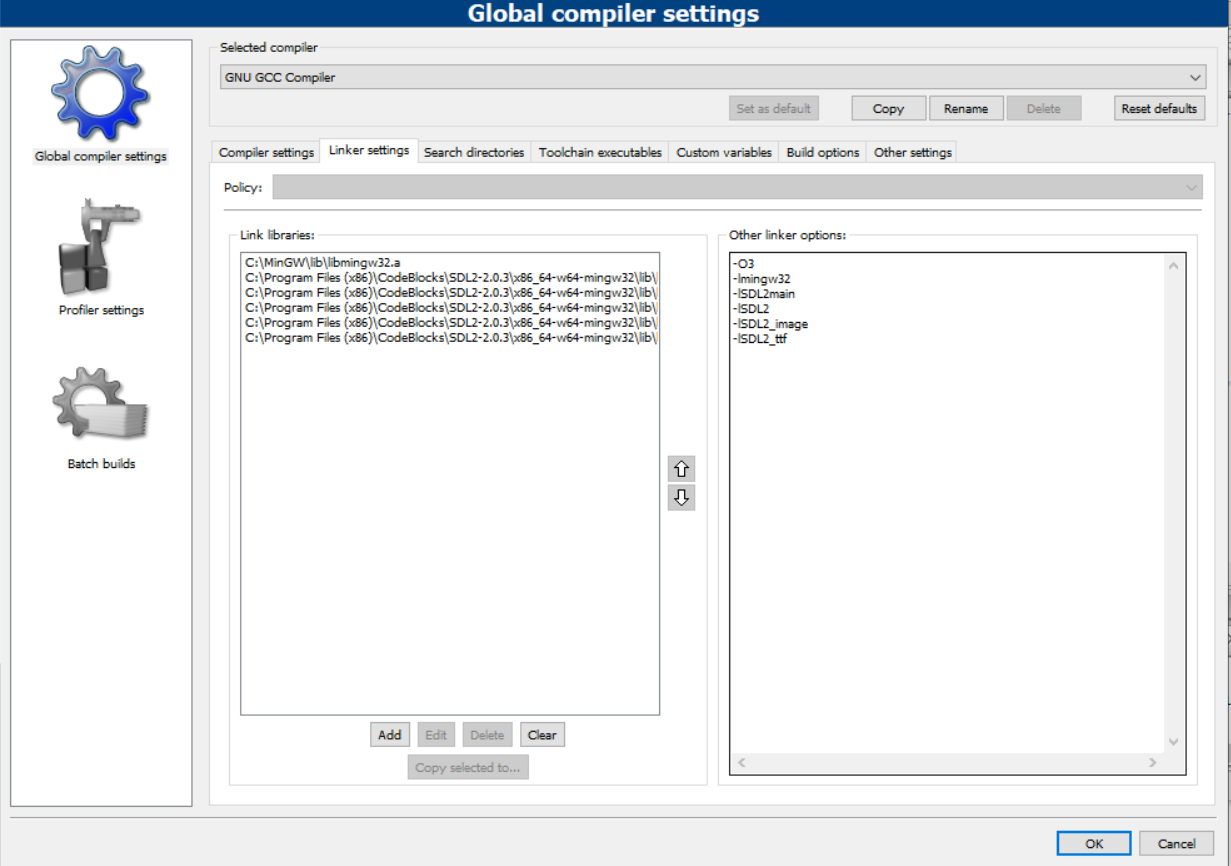 Global compiler settings
Global compiler settings
Profiler settings
Batch builds
Selected compiler
GNU GCC Compiler
Set as default
Copy
Rename
Delete
Reset defaults
Compiler settings
Linker settings
Search directories
Toolchain executables
Custom variables
Build options
Other settings
Policy:
Link libraries:
C:\MinGW\lib\libmingw32.a
C:\Program Files (x86)\CodeBlocks\SDL2-2.0.3\x86_64-w64-mingw32\lib\
C:\Program Files (x86)\CodeBlocks\SDL2-2.0.3\x86_64-w64-mingw32\lib\
C:\Program Files (x86)\CodeBlocks\SDL2-2.0.3\x86_64-w64-mingw32\lib\
C:\Program Files (x86)\CodeBlocks\SDL2-2.0.3\x86_64-w64-mingw32\lib\
C:\Program Files (x86)\CodeBlocks\SDL2-2.0.3\x86_64-w64-mingw32\lib\
Add
Edit
Delete
Clear
Copy selected to...
Other linker options:
-O3
-lmingw32
-lSDL2main
-lSDL2
-lSDL2_image
-lSDL2_ttf
OK
Cancel